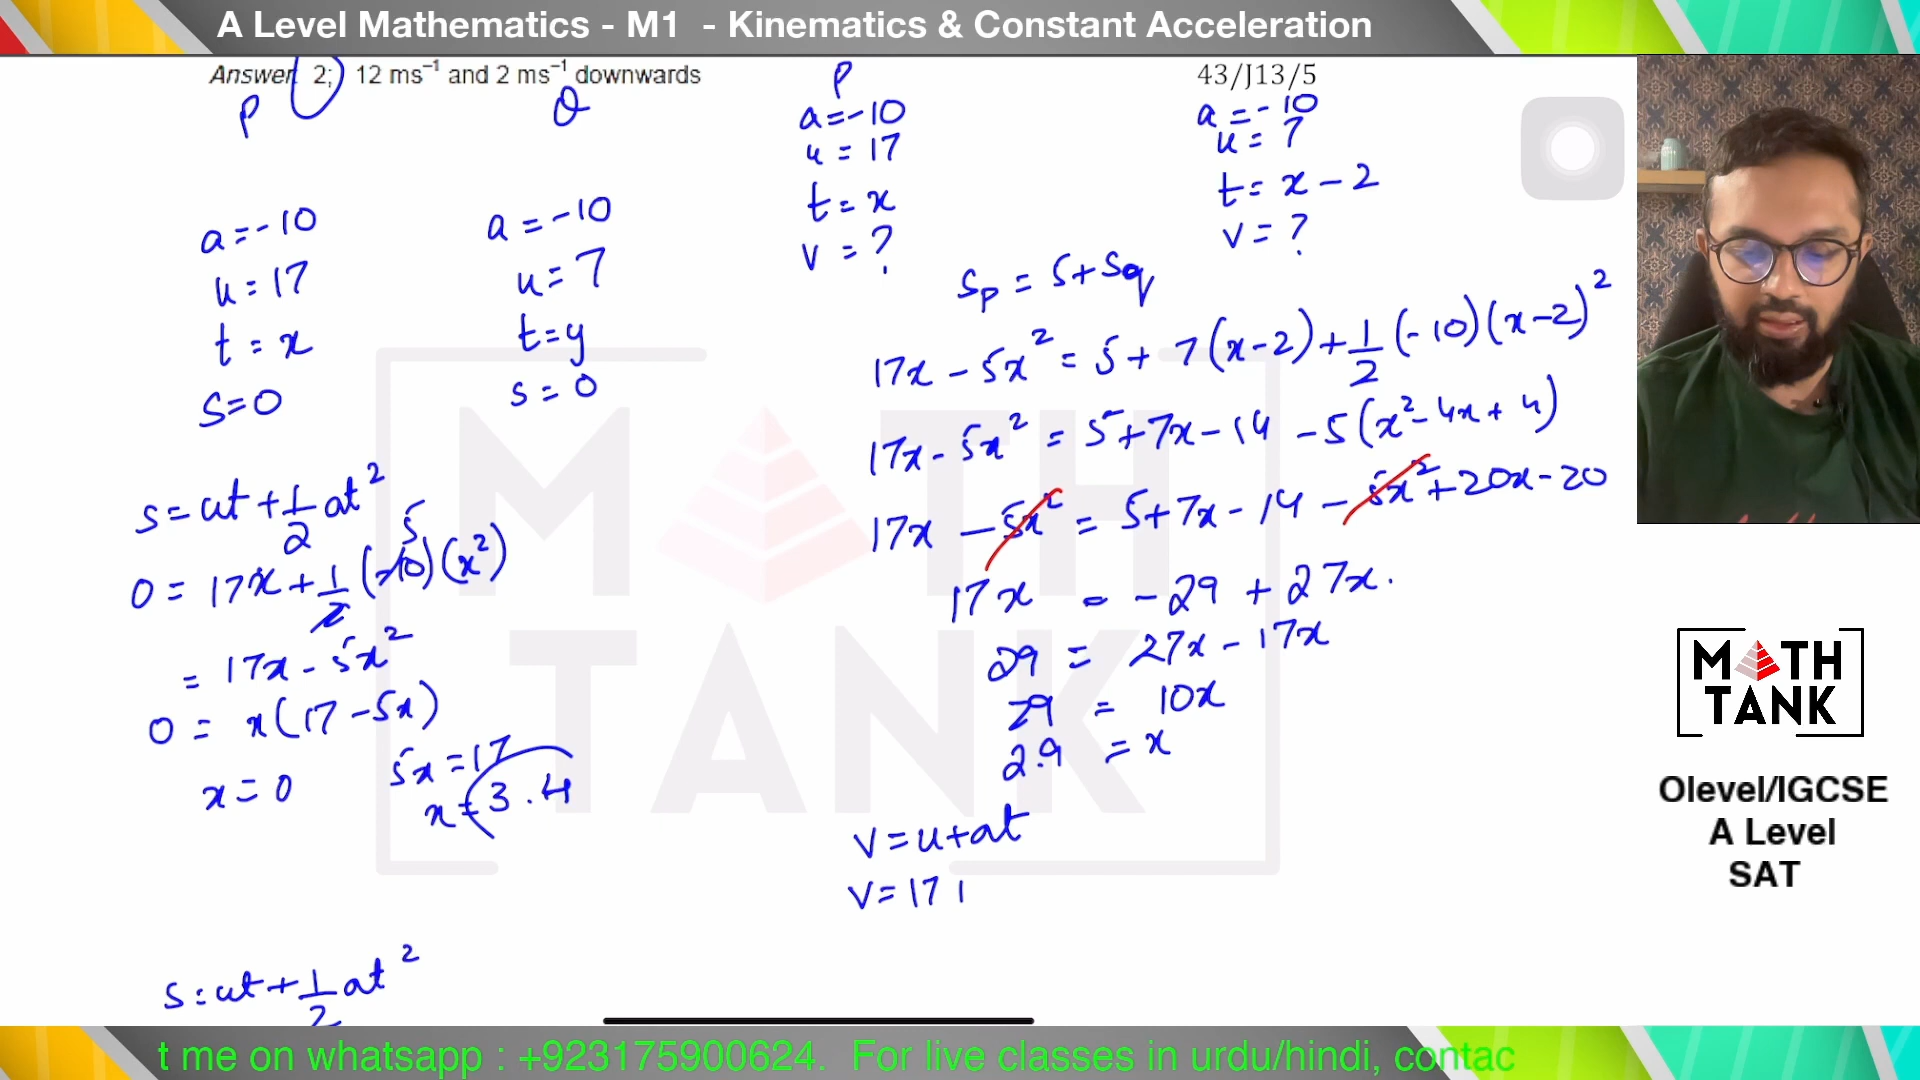 A Level Mathematics - M1 - Kinematics & Constant Acceleration
Answer 2; 12 ms⁻¹ and 2 ms⁻¹ downwards
43/J13/5
P
Q
a=-10
u=17
t=x
s=0
a=-10
u=7
t=y
s=0
s=ut+1/2at²
5
0=17x+1/2(-10)(x²)
=17x-5x²
0=x(17-5x)
x=0
5x=17
x=3.4
s=ut+1/2at²
P
a=-10
u=17
t=x
v=?
a=-10
u=7
t=x-2
v=?
Sp=5+Sq
17x-5x²=5+7(x-2)+1/2(-10)(x-2)²
17x-5x²=5+7x-14-5(x²-4x+4)
17x-5x²=5+7x-14-5x²+20x-20
17x=-29+27x.
29=27x-17x
29=10x
2.9=x
v=u+at
v=17
MATH
TANK
MATH
TANK
Olevel/IGCSE
A Level
SAT
t me on whatsapp : +923175900624. For live classes in urdu/hindi, contac